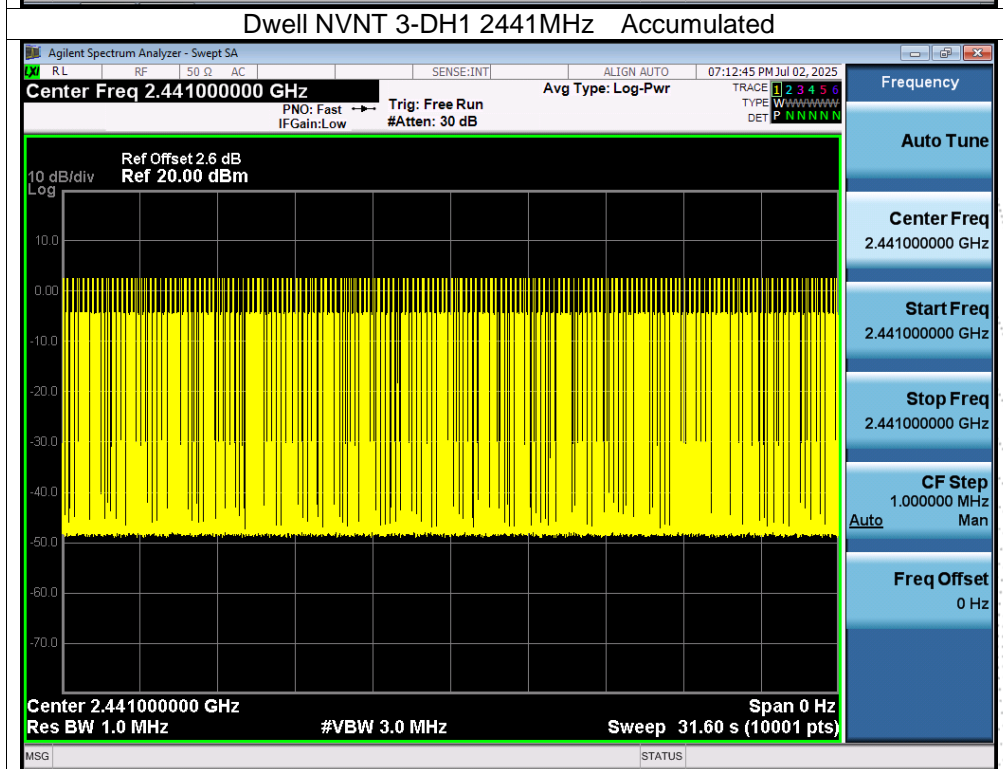 Dwell NVNT 3-DH1 2441MHz Accumulated
Agilent Spectrum Analyzer - Swept SA
LXI RL RF 50 Ω AC SENSE:INT ALIGN AUTO 07:12:45 PM Jul 02, 2025
Center Freq 2.441000000 GHz
PNO: Fast
IFGain:Low
Trig: Free Run
#Atten: 30 dB
Avg Type: Log-Pwr
TRACE 1 2 3 4 5 6
TYPE WWWWWW
DET P N N N N N
Ref Offset 2.6 dB
10 dB/div Ref 20.00 dBm
Log
10.0
0.00
-10.0
-20.0
-30.0
-40.0
-50.0
-60.0
-70.0
Center 2.441000000 GHz Span 0 Hz
Res BW 1.0 MHz #VBW 3.0 MHz Sweep 31.60 s (10001 pts)
MSG STATUS
Frequency
Auto Tune
Center Freq
2.441000000 GHz
Start Freq
2.441000000 GHz
Stop Freq
2.441000000 GHz
CF Step
1.000000 MHz
Auto Man
Freq Offset
0 Hz